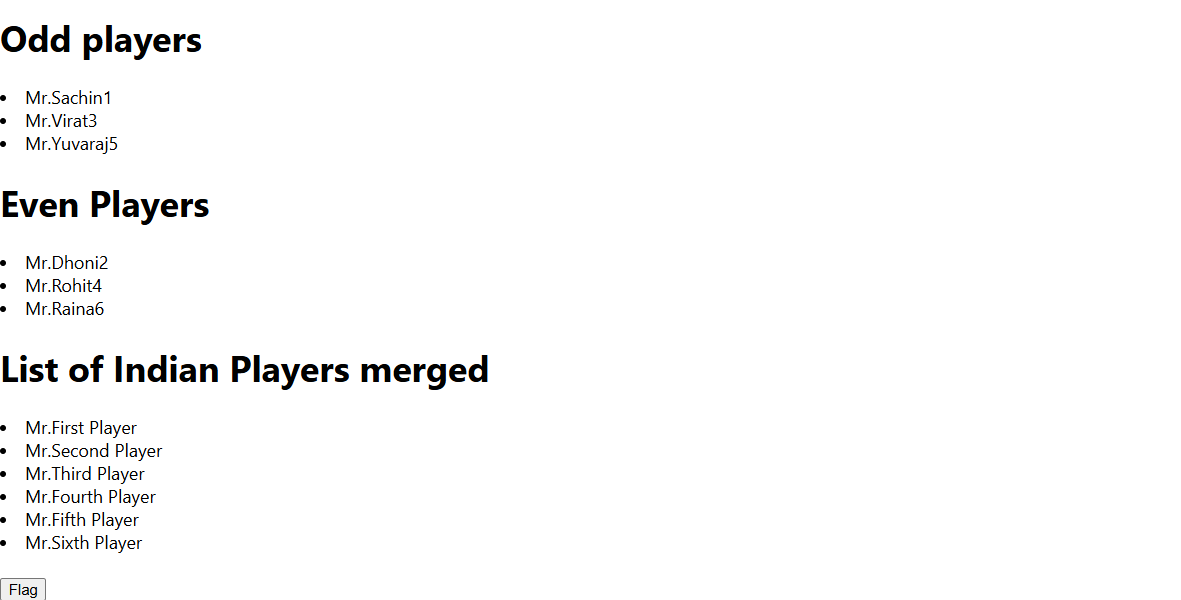 Odd players
Mr.Sachin1
Mr.Virat3
Mr.Yuvaraj5
Even Players
Mr.Dhoni2
Mr.Rohit4
Mr.Raina6
List of Indian Players merged
Mr.First Player
Mr.Second Player
Mr.Third Player
Mr.Fourth Player
Mr.Fifth Player
Mr.Sixth Player
Flag